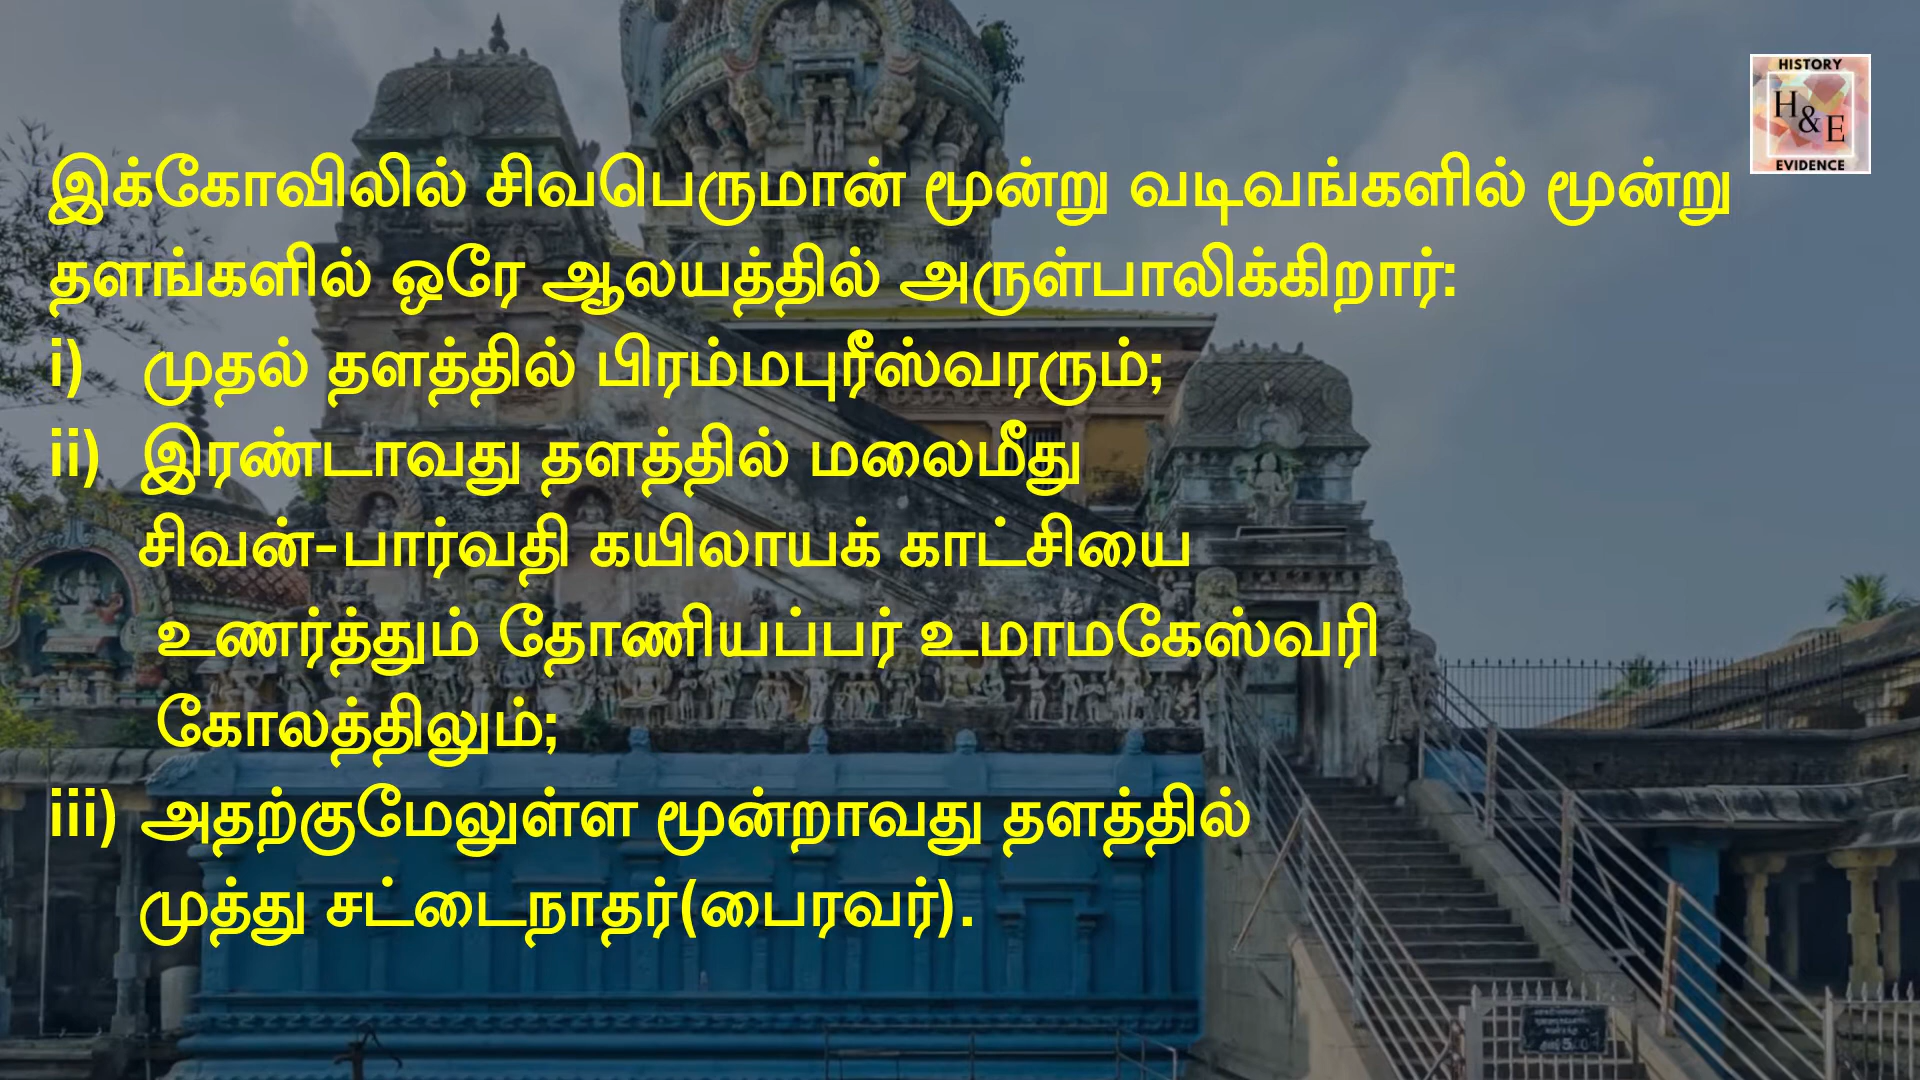 HISTORY
H&E
EVIDENCE
இக்கோவிலில் சிவபெருமான் மூன்று வடிவங்களில் மூன்று
தளங்களில் ஒரே ஆலயத்தில் அருள்பாலிக்கிறார்:
i) முதல் தளத்தில் பிரம்மபுரீஸ்வரரும்;
ii) இரண்டாவது தளத்தில் மலைமீது
சிவன்-பார்வதி கயிலாயக் காட்சியை
உணர்த்தும் தோணியப்பர் உமாமகேஸ்வரி
கோலத்திலும்;
iii) அதற்குமேலுள்ள மூன்றாவது தளத்தில்
முத்து சட்டைநாதர்(பைரவர்).